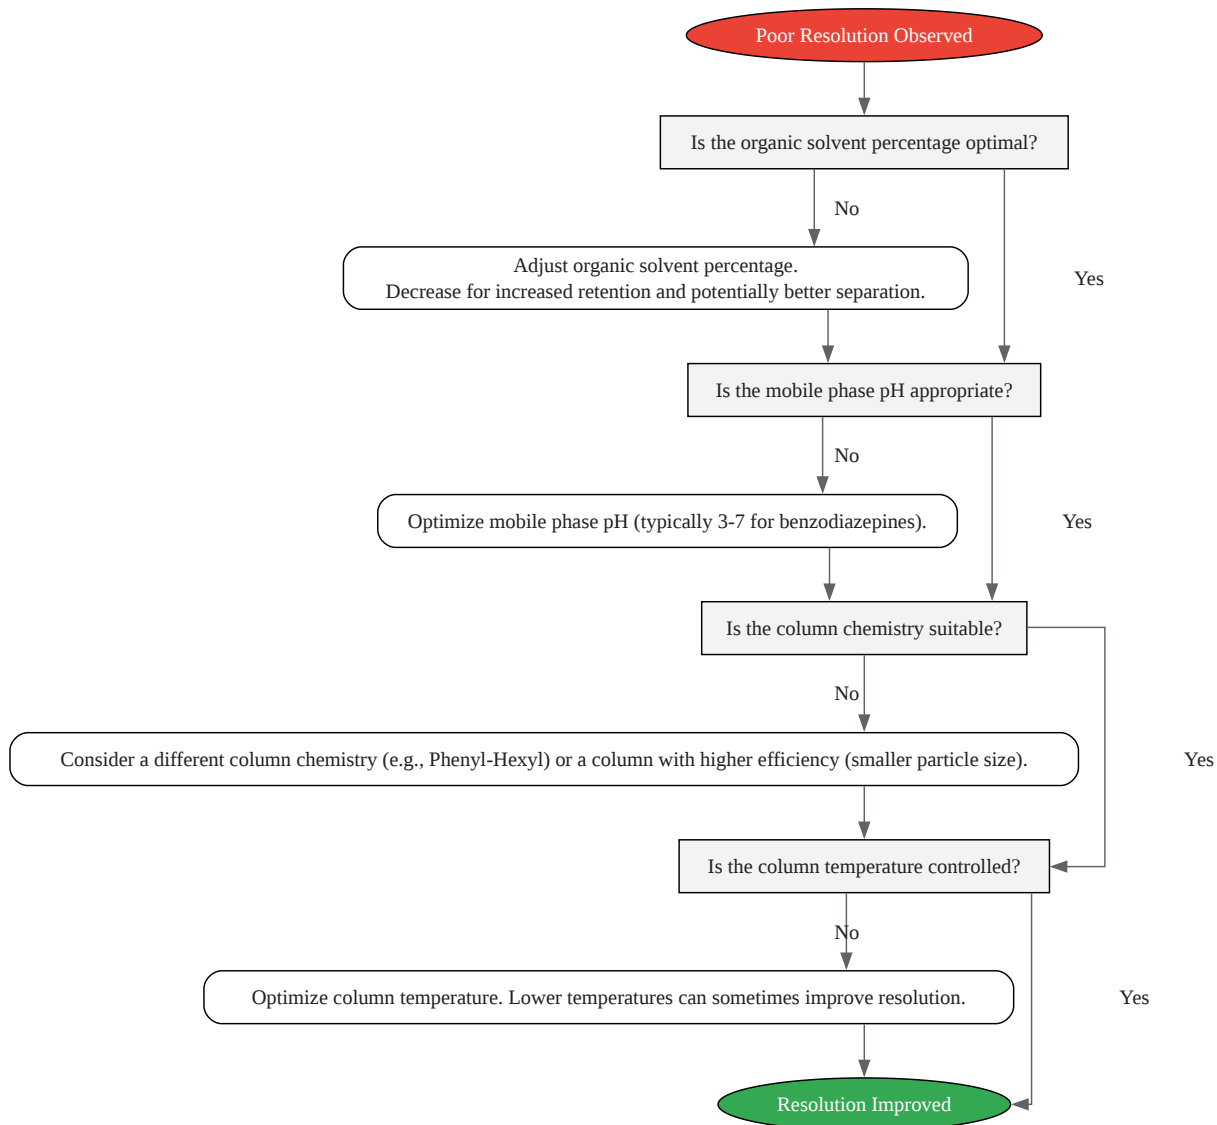 Poor Resolution Observed
Is the organic solvent percentage optimal?
No
Adjust organic solvent percentage.
Decrease for increased retention and potentially better separation.
Yes
Is the mobile phase pH appropriate?
No
Optimize mobile phase pH (typically 3-7 for benzodiazepines).
Yes
Is the column chemistry suitable?
No
Consider a different column chemistry (e.g., Phenyl-Hexyl) or a column with higher efficiency (smaller particle size).
Yes
Is the column temperature controlled?
No
Optimize column temperature. Lower temperatures can sometimes improve resolution.
Yes
Resolution Improved